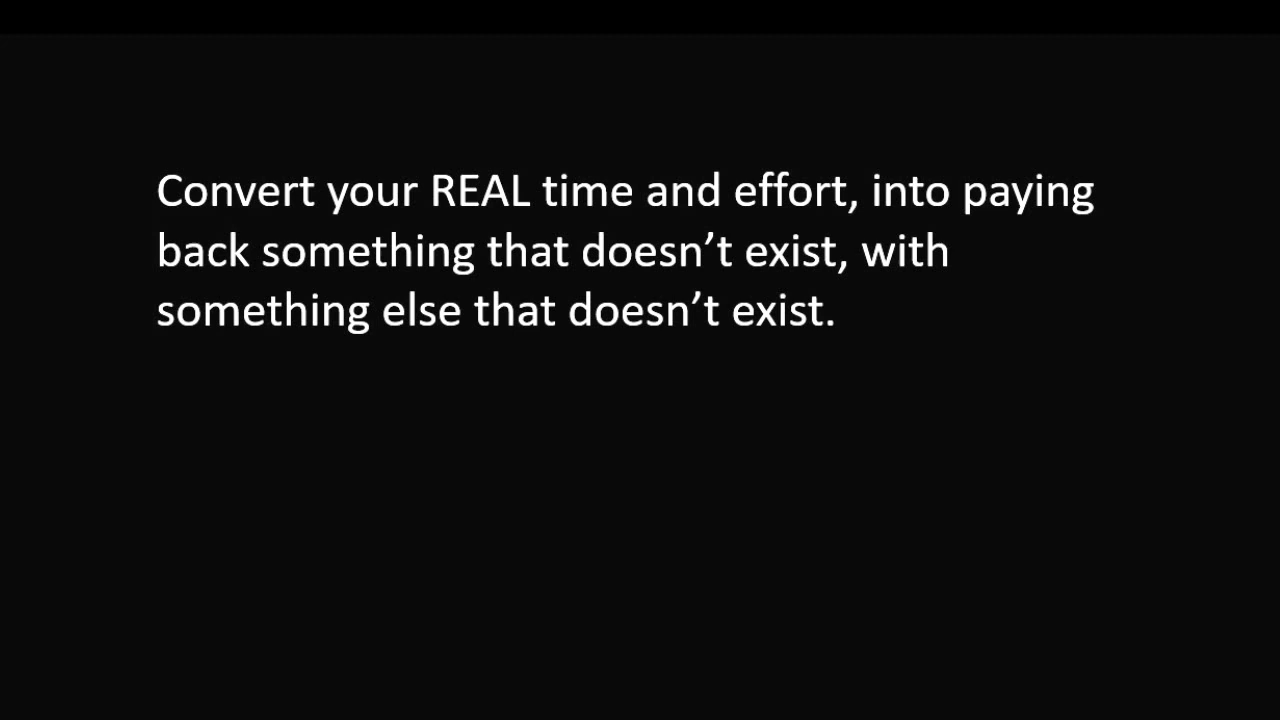 Convert your REAL time and effort, into paying
back something that doesn’t exist, with
something else that doesn’t exist.